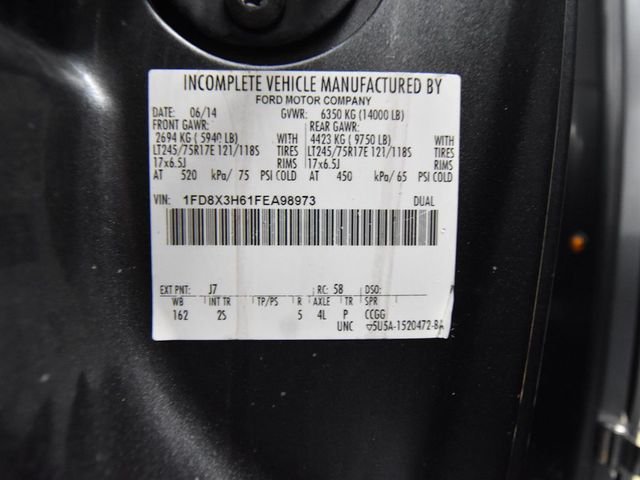 INCOMPLETE VEHICLE MANUFACTURED BY
FORD MOTOR COMPANY
DATE: 06/14 GVWR: 6350 KG (14000 LB)
FRONT GAWR: REAR GAWR:
2694 KG ( 5940 LB) WITH 4423 KG ( 9750 LB) WITH
LT245/75R17E 121/118S TIRES LT245/75R17E 121/118S TIRES
17x6.5J RIMS 17x6.5J RIMS
AT 520 kPa/ 75 PSI COLD AT 450 kPa/ 65 PSI COLD
VIN: 1FD8X3H61FEA98973 DUAL
EXT PNT: J7 RC: 58 DSO:
WB INT TR TP/PS R AXLE TR SPR
162 2S 5 4L P CCGG
UNC 5U5A-1520472-BA